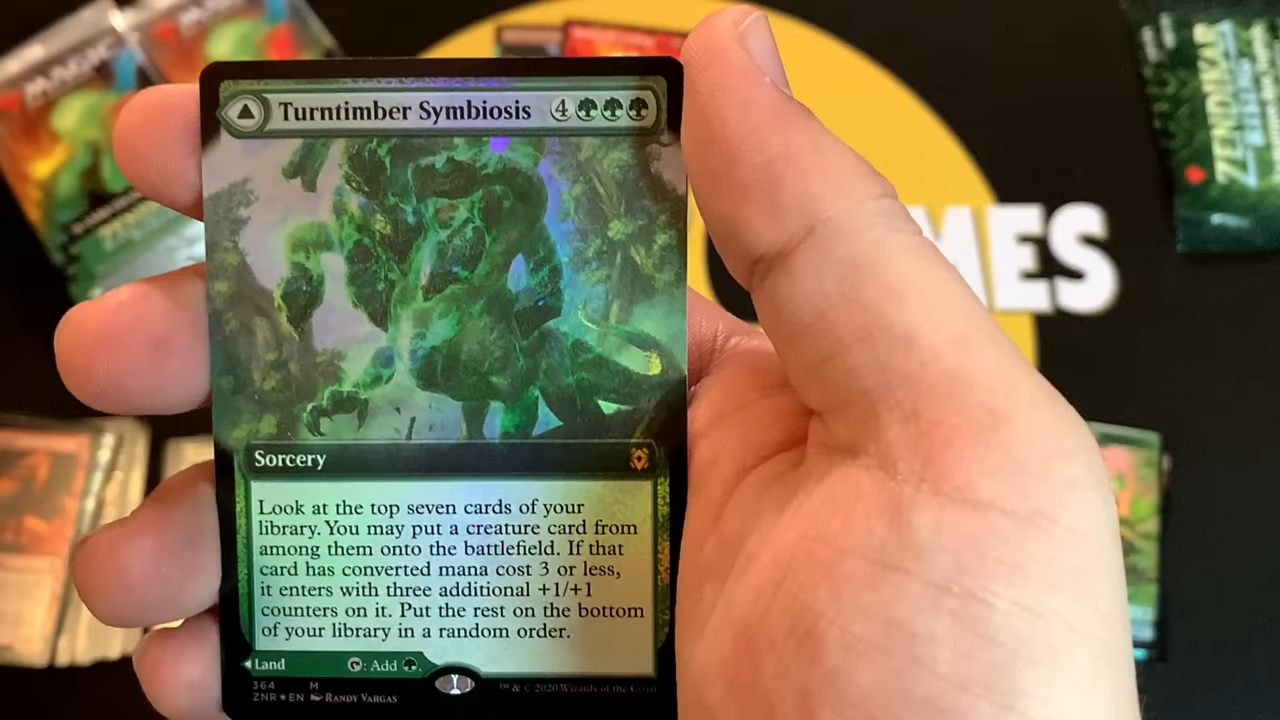 MAGIC
ZENDIKAR
MES
Turntimber Symbiosis 4
Sorcery
Look at the top seven cards of your
library. You may put a creature card from
among them onto the battlefield. If that
card has converted mana cost 3 or less,
it enters with three additional +1/+1
counters on it. Put the rest on the bottom
of your library in a random order.
Land : Add .
364 M
ZNR★EN Randy Vargas
™ & © 2020 Wizards of the Coast